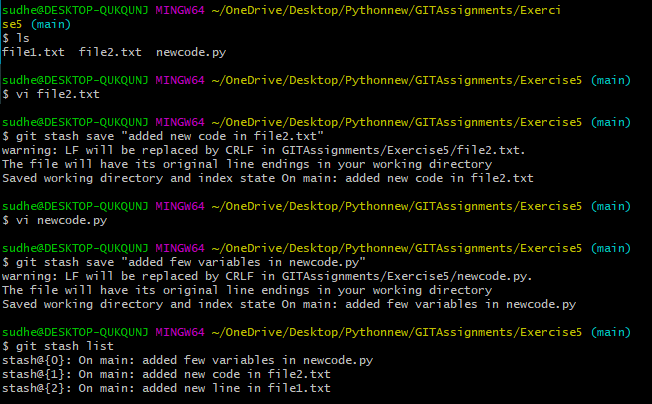 sudhe@DESKTOP-QUKQUNJ MINGW64 ~/OneDrive/Desktop/Pythonnew/GITAssignments/Exerci
se5 (main)
$ ls
file1.txt  file2.txt  newcode.py
sudhe@DESKTOP-QUKQUNJ MINGW64 ~/OneDrive/Desktop/Pythonnew/GITAssignments/Exercise5 (main)
$ vi file2.txt
sudhe@DESKTOP-QUKQUNJ MINGW64 ~/OneDrive/Desktop/Pythonnew/GITAssignments/Exercise5 (main)
$ git stash save "added new code in file2.txt"
warning: LF will be replaced by CRLF in GITAssignments/Exercise5/file2.txt.
The file will have its original line endings in your working directory
Saved working directory and index state On main: added new code in file2.txt
sudhe@DESKTOP-QUKQUNJ MINGW64 ~/OneDrive/Desktop/Pythonnew/GITAssignments/Exercise5 (main)
$ vi newcode.py
sudhe@DESKTOP-QUKQUNJ MINGW64 ~/OneDrive/Desktop/Pythonnew/GITAssignments/Exercise5 (main)
$ git stash save "added few variables in newcode.py"
warning: LF will be replaced by CRLF in GITAssignments/Exercise5/newcode.py.
The file will have its original line endings in your working directory
Saved working directory and index state On main: added few variables in newcode.py
sudhe@DESKTOP-QUKQUNJ MINGW64 ~/OneDrive/Desktop/Pythonnew/GITAssignments/Exercise5 (main)
$ git stash list
stash@{0}: On main: added few variables in newcode.py
stash@{1}: On main: added new code in file2.txt
stash@{2}: On main: added new line in file1.txt